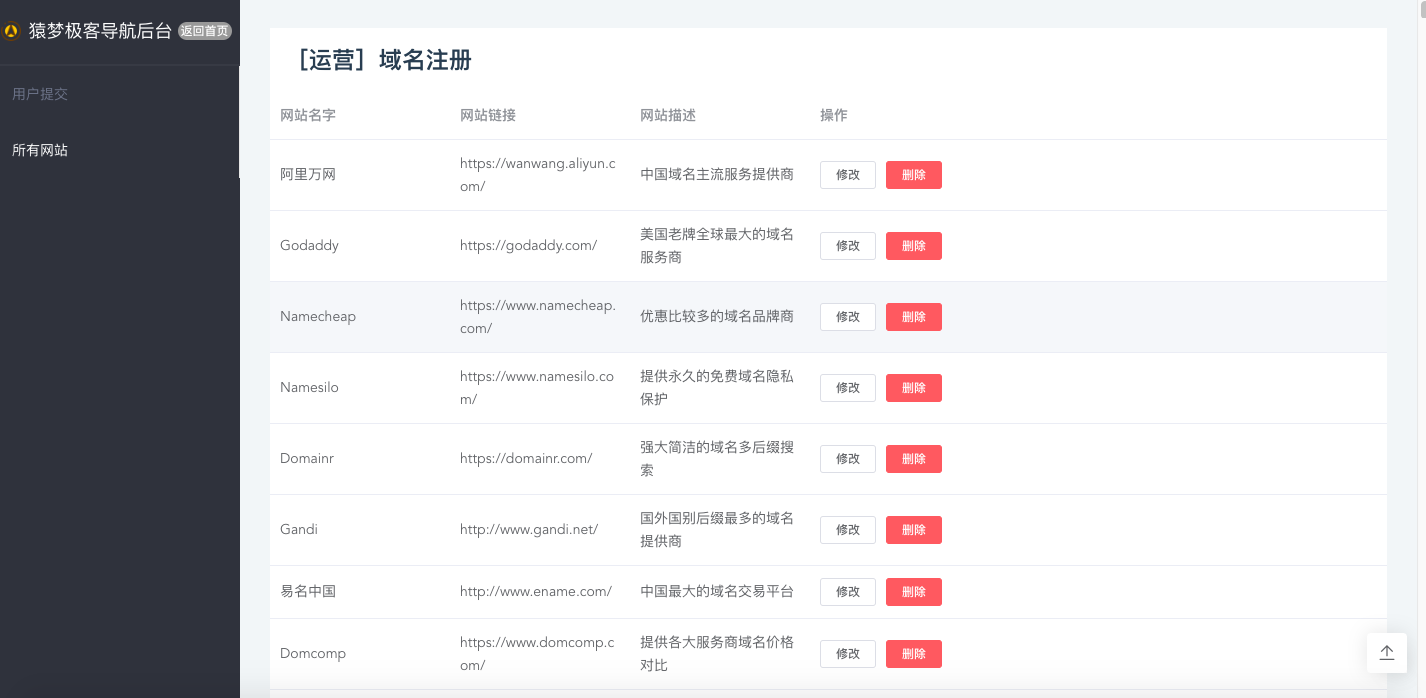 猿梦极客导航后台 返回首页
用户提交
所有网站
［运营］域名注册
网站名字 网站链接 网站描述 操作
阿里万网 https://wanwang.aliyun.c 中国域名主流服务提供商 修改 删除
om/
Godaddy https://godaddy.com/ 美国老牌全球最大的域名 修改 删除
服务商
Namecheap https://www.namecheap. 优惠比较多的域名品牌商 修改 删除
com/
Namesilo https://www.namesilo.co 提供永久的免费域名隐私 修改 删除
m/ 保护
Domainr https://domainr.com/ 强大简洁的域名多后缀搜 修改 删除
索
Gandi http://www.gandi.net/ 国外国别后缀最多的域名 修改 删除
提供商
易名中国 http://www.ename.com/ 中国最大的域名交易平台 修改 删除
Domcomp https://www.domcomp.c 提供各大服务商域名价格 修改 删除
om/ 对比